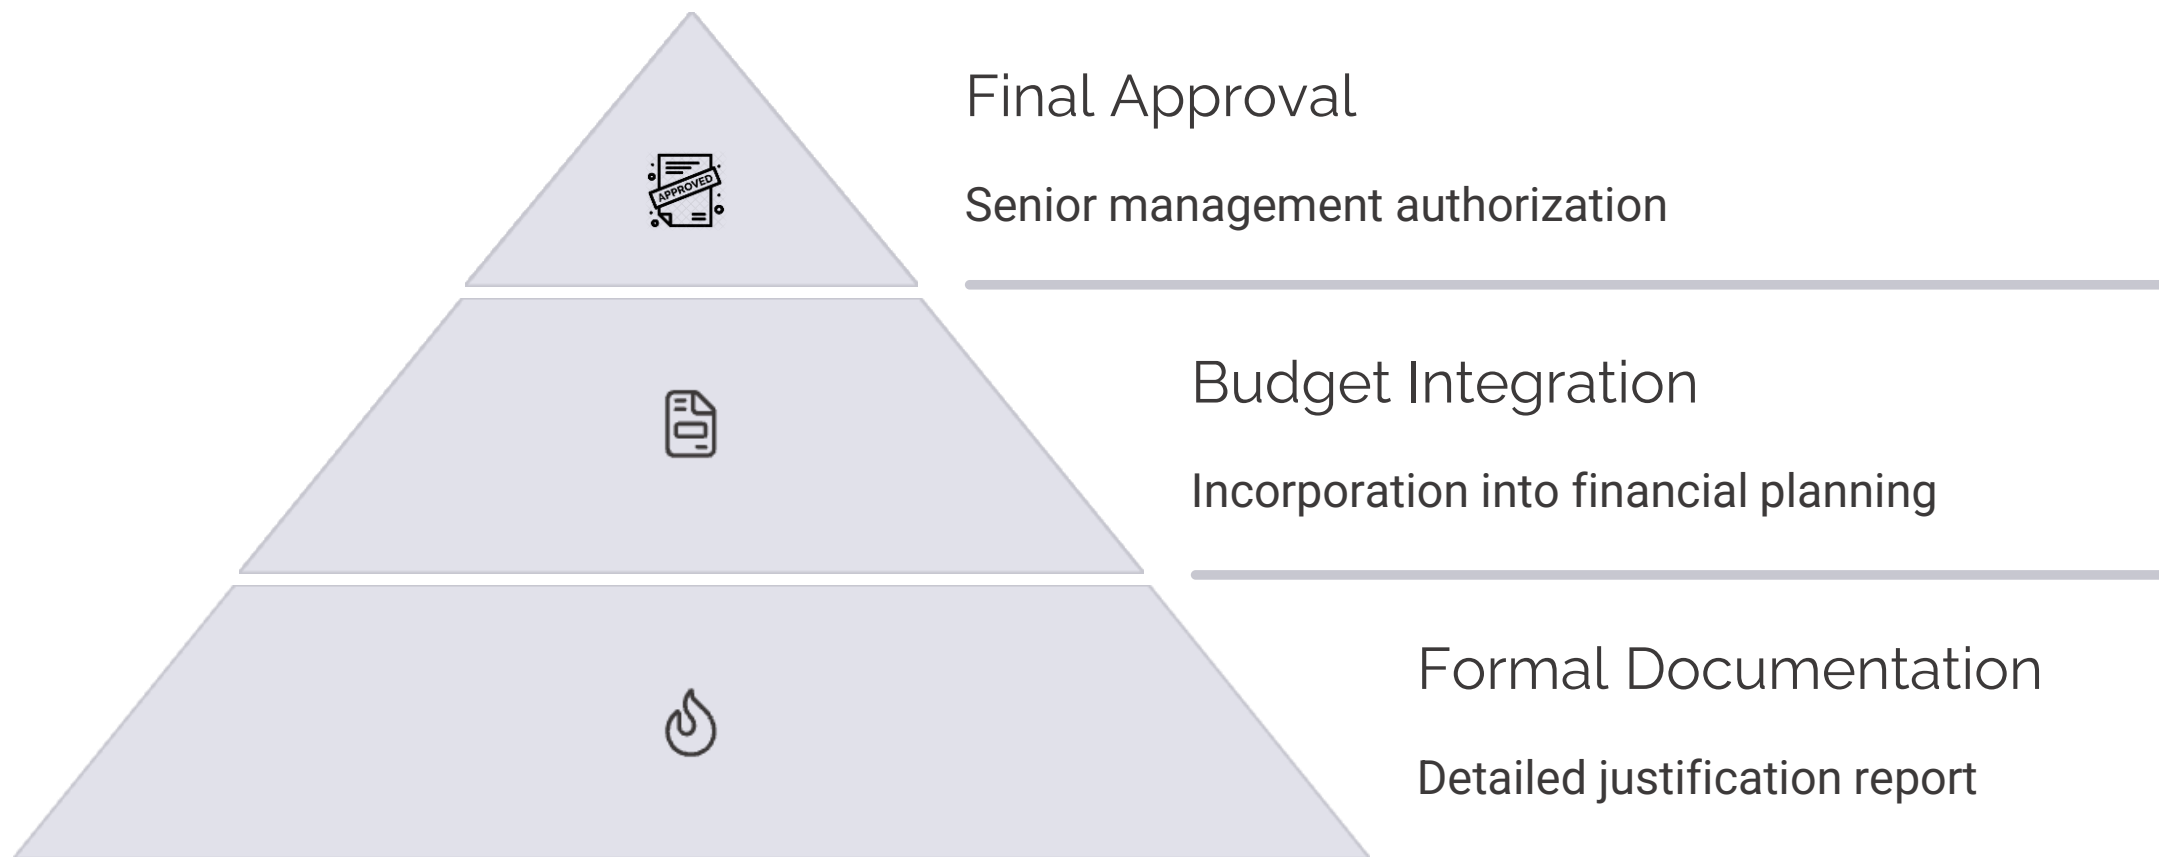 Final Approval
APPROVED
Senior management authorization
Budget Integration
Incorporation into financial planning
Formal Documentation
Detailed justification report